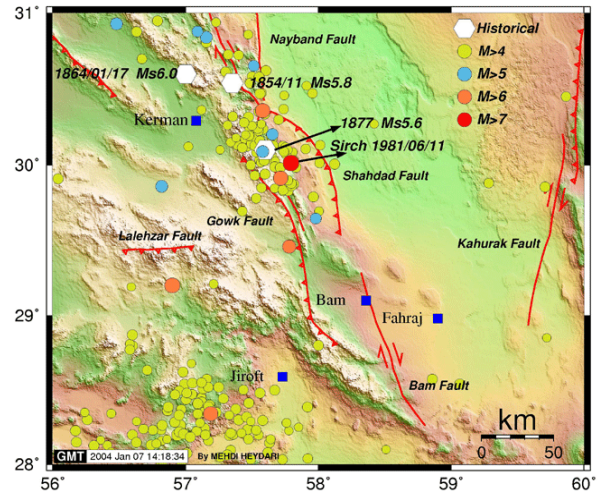 31°
30°
29°
28°
56°
57°
58°
59°
60°
Nayband Fault
Historical
M>4
M>5
M>6
M>7
1864/01/17 Ms6.0
1854/11 Ms5.8
Kerman
1877 Ms5.6
Sirch 1981/06/11
Shahdad Fault
Gowk Fault
Lalehzar Fault
Kahurak Fault
Bam
Fahraj
Jiroft
Bam Fault
km
0 50
GMT 2004 Jan 07 14:18:34 By MEHDI HEYDARI